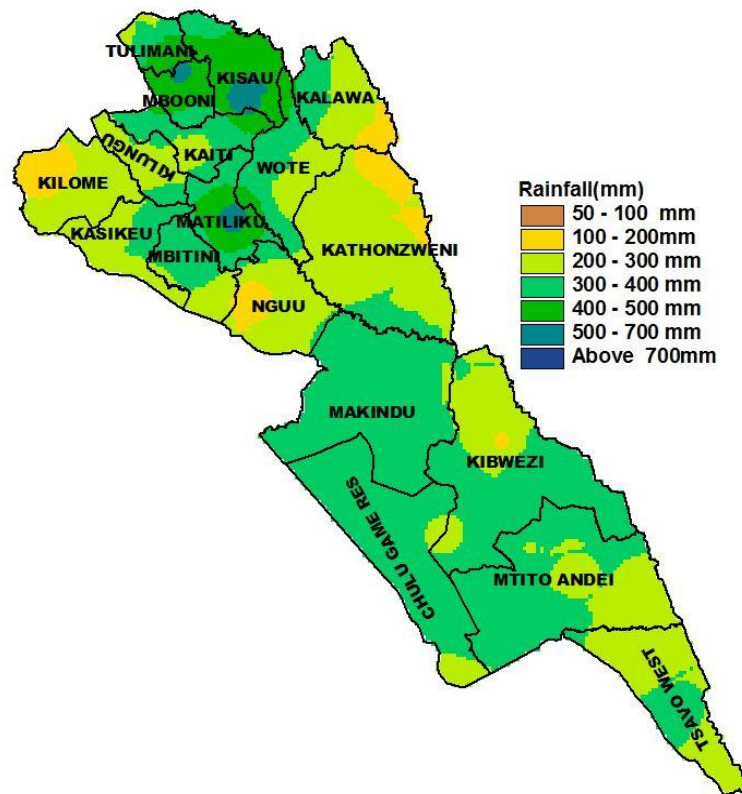 TULIMANI
KISAU
MBOONI
KALAWA
KILUNGU
KAITI
WOTE
KILOME
MATILIKU
KASIKEU
MBITINI
KATHONZWENI
NGUU
MAKINDU
KIBWEZI
CHULU GAME RES
MTITO ANDEI
TSAVO WEST
Rainfall(mm)
50 - 100 mm
100 - 200mm
200 - 300 mm
300 - 400 mm
400 - 500 mm
500 - 700 mm
Above 700mm